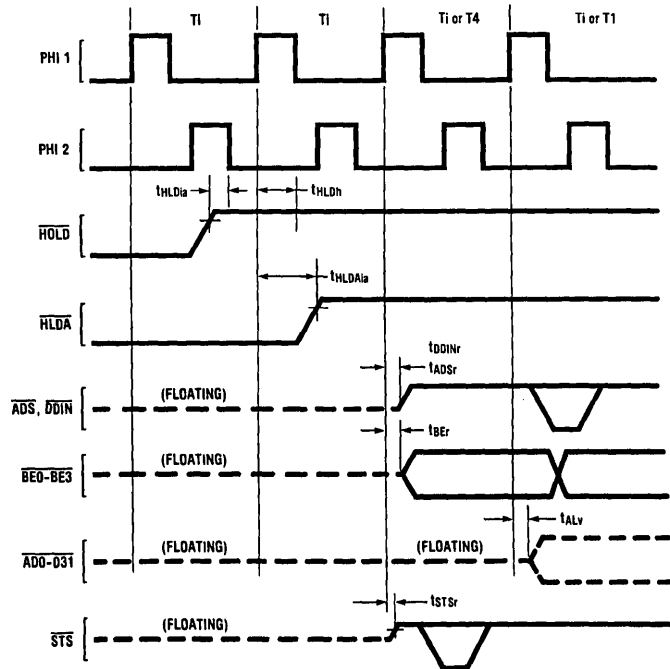 Ti Ti Ti or T4 Ti or T1
PHI 1
PHI 2
tHLDia tHLDh
HOLD
tHLDAia
HLDA
tDDINr
tADSr
(FLOATING)
ADS, DDIN
tBEr
(FLOATING)
BE0-BE3
tALv
(FLOATING) (FLOATING)
AD0-D31
tSTSr
(FLOATING)
STS